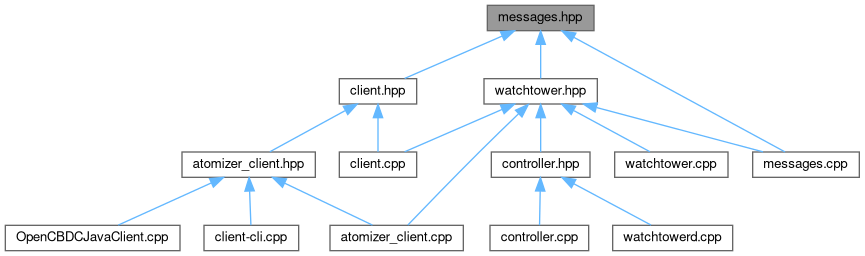 messages.hpp
client.hpp
watchtower.hpp
atomizer_client.hpp
client.cpp
controller.hpp
watchtower.cpp
messages.cpp
OpenCBDCJavaClient.cpp
client-cli.cpp
atomizer_client.cpp
controller.cpp
watchtowerd.cpp